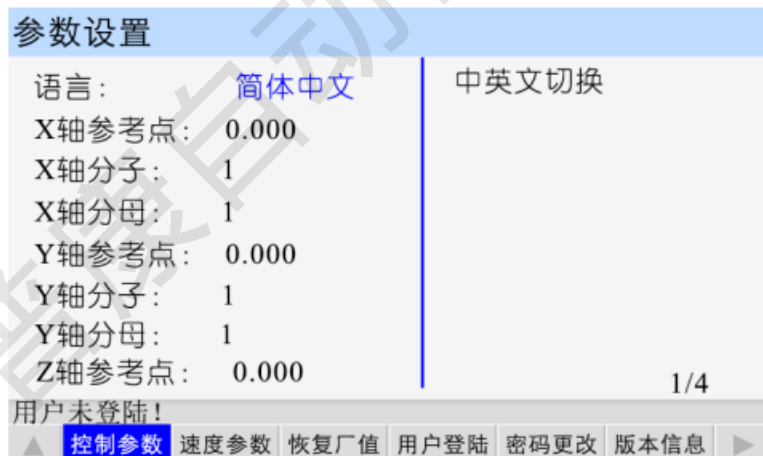 参数设置
语言: 简体中文
中英文切换
X轴参考点: 0.000
X轴分子: 1
X轴分母: 1
Y轴参考点: 0.000
Y轴分子: 1
Y轴分母: 1
Z轴参考点: 0.000
1/4
用户未登陆!
控制参数 速度参数 恢复厂值 用户登陆 密码更改 版本信息
普康自动